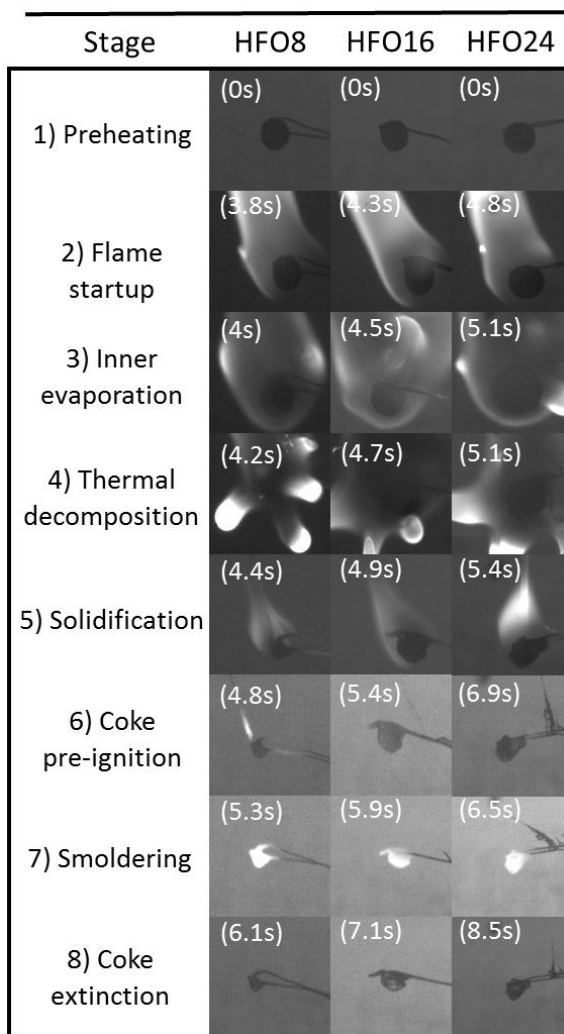 Stage HFO8 HFO16 HFO24
1) Preheating (0s) (0s) (0s)
(3.8s) (4.3s) (4.8s)
2) Flame
startup
(4s) (4.5s) (5.1s)
3) Inner
evaporation
(4.2s) (4.7s) (5.1s)
4) Thermal
decomposition
(4.4s) (4.9s) (5.4s)
5) Solidification
(4.8s) (5.4s) (6.9s)
6) Coke
pre-ignition
(5.3s) (5.9s) (6.5s)
7) Smoldering
(6.1s) (7.1s) (8.5s)
8) Coke
extinction